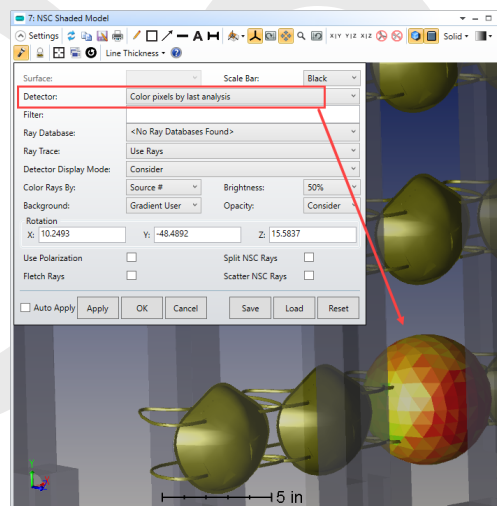 7: NSC Shaded Model
Settings
A H
X|Y Y|Z X|Z
Solid
Line Thickness
Surface:
Scale Bar: Black
Detector: Color pixels by last analysis
Filter:
Ray Database: <No Ray Databases Found>
Ray Trace: Use Rays
Detector Display Mode: Consider
Color Rays By: Source # Brightness: 50%
Background: Gradient User Opacity: Consider
Rotation
X: 10.2493 Y: -48.4892 Z: 15.5837
Use Polarization Split NSC Rays
Fletch Rays Scatter NSC Rays
Auto Apply Apply OK Cancel Save Load Reset
Y
5 in